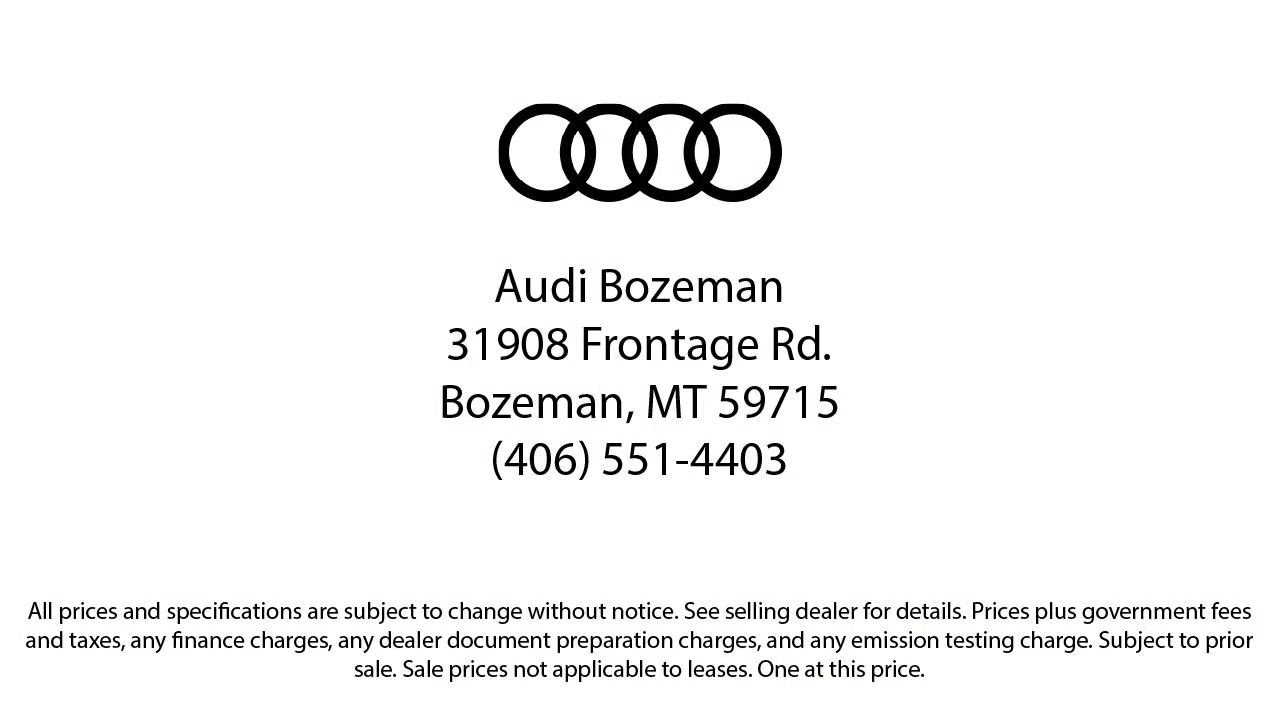 Audi Bozeman
31908 Frontage Rd.
Bozeman, MT 59715
(406) 551-4403
All prices and specifications are subject to change without notice. See selling dealer for details. Prices plus government fees
and taxes, any finance charges, any dealer document preparation charges, and any emission testing charge. Subject to prior
sale. Sale prices not applicable to leases. One at this price.